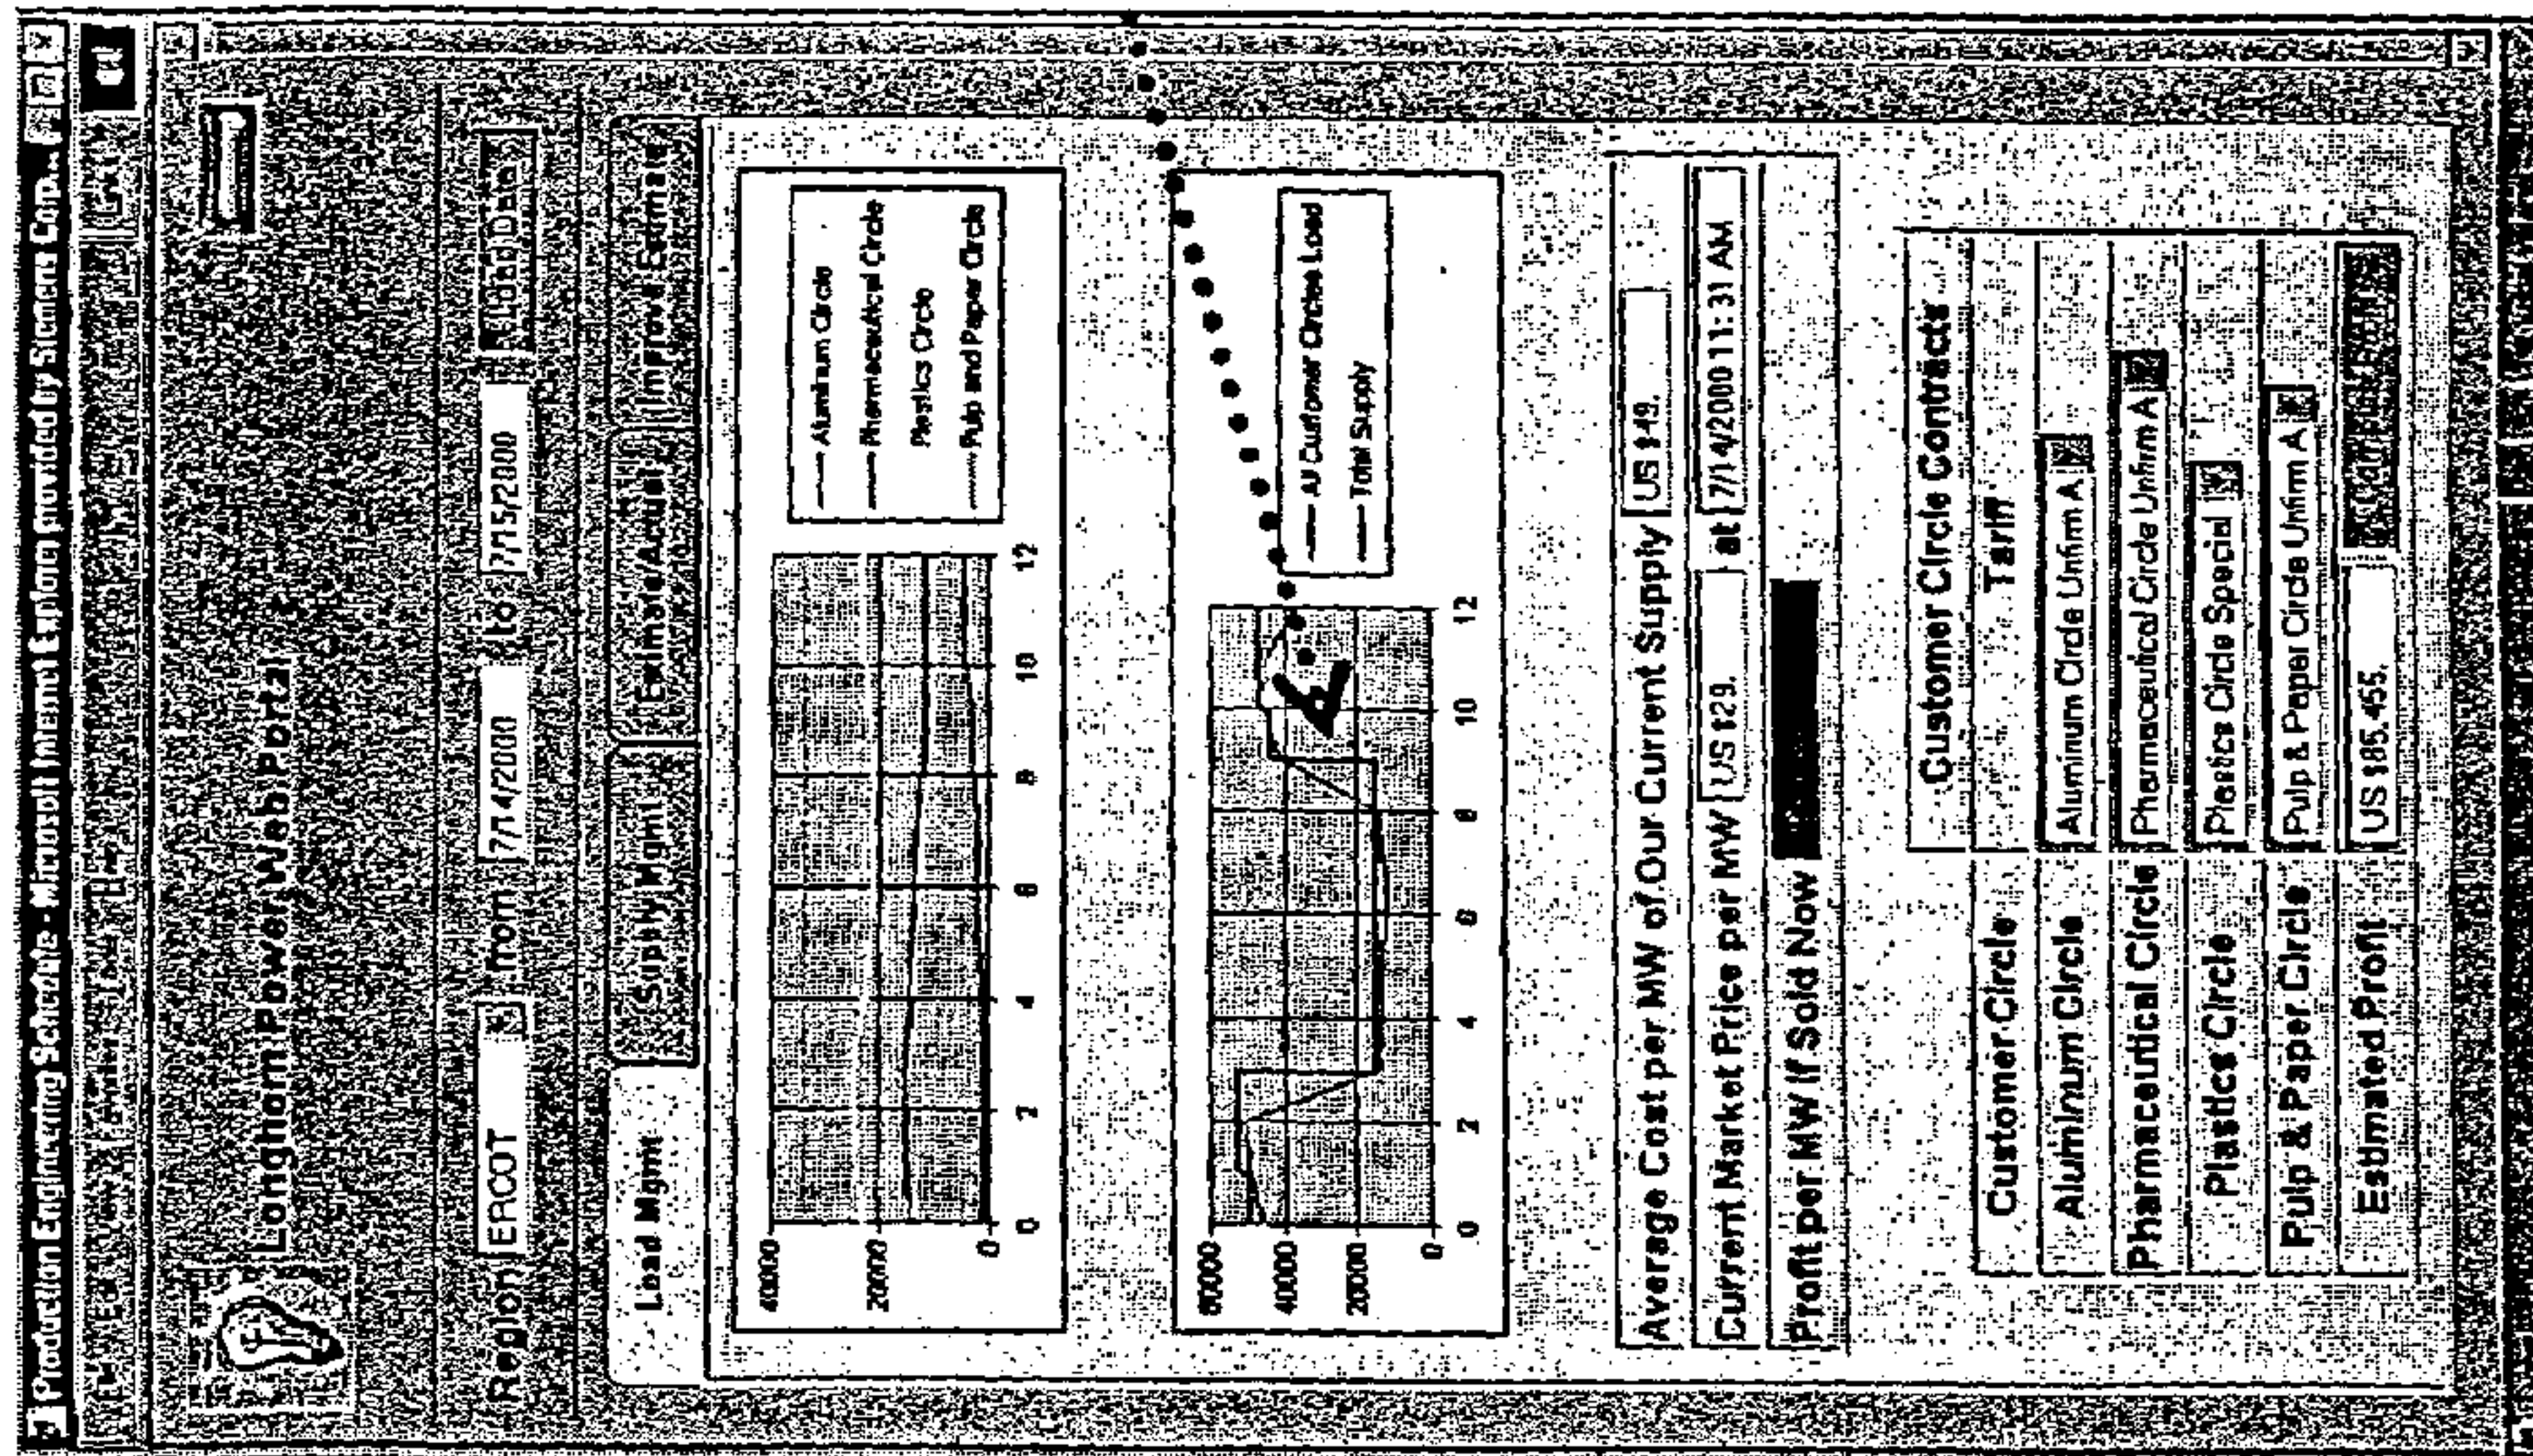 Production Engineering Schedule - Microsoft Internet Explorer provided by
Longhorn Power Web Portal
Region ERCOT from 7/14/2000 to 7/15/2000 Load Data
Load Mgmt Supply Mgmt Estimate/Actual Improve Estimate
40000
20000
0
0 2 4 6 8 10 12
Aluminum Circle
Pharmaceutical Circle
Plastics Circle
Pulp and Paper Circle
60000
40000
20000
0
0 2 4 6 8 10 12
All Customer Circles Load
Total Supply
Average Cost per MW of Our Current Supply US $49.
Current Market Price per MW US $29. at 7/14/2000 11:31 AM
Profit per MW If Sold Now
Customer Circle Contracts
Customer Circle Tariff
Aluminum Circle Aluminum Circle Unfirm A
Pharmaceutical Circle Pharmaceutical Circle Unfirm A
Plastics Circle Plastics Circle Special
Pulp & Paper Circle Pulp & Paper Circle Unfirm A
Estimated Profit US $85,455.